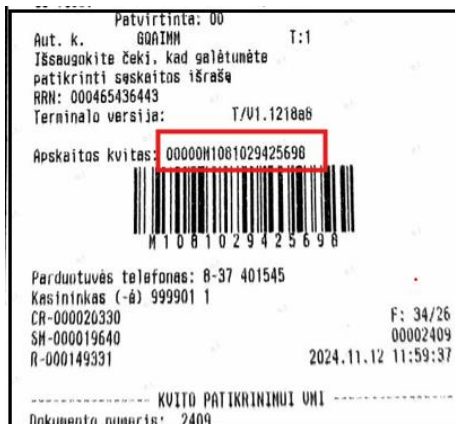 Patvirtinta: 00
Aut. k. GQAIMM T:1
Išsaugokite čekį, kad galėtumėte
patikrinti sąskaitos išrašą
RRN: 000465436443
Terminalo versija: T/V1.1218a8
Apskaitos kvitas: 00000M1081029425698
M1081029425698
Parduotuvės telefonas: 8-37 401545
Kasininkas (-ė) 999901 1
CR-000020330 F: 34/26
SM-000019640 00002409
R-000149331 2024.11.12 11:59:37
KVITO PATIKRINIMUI VMI
Dokumento numeris: 2409